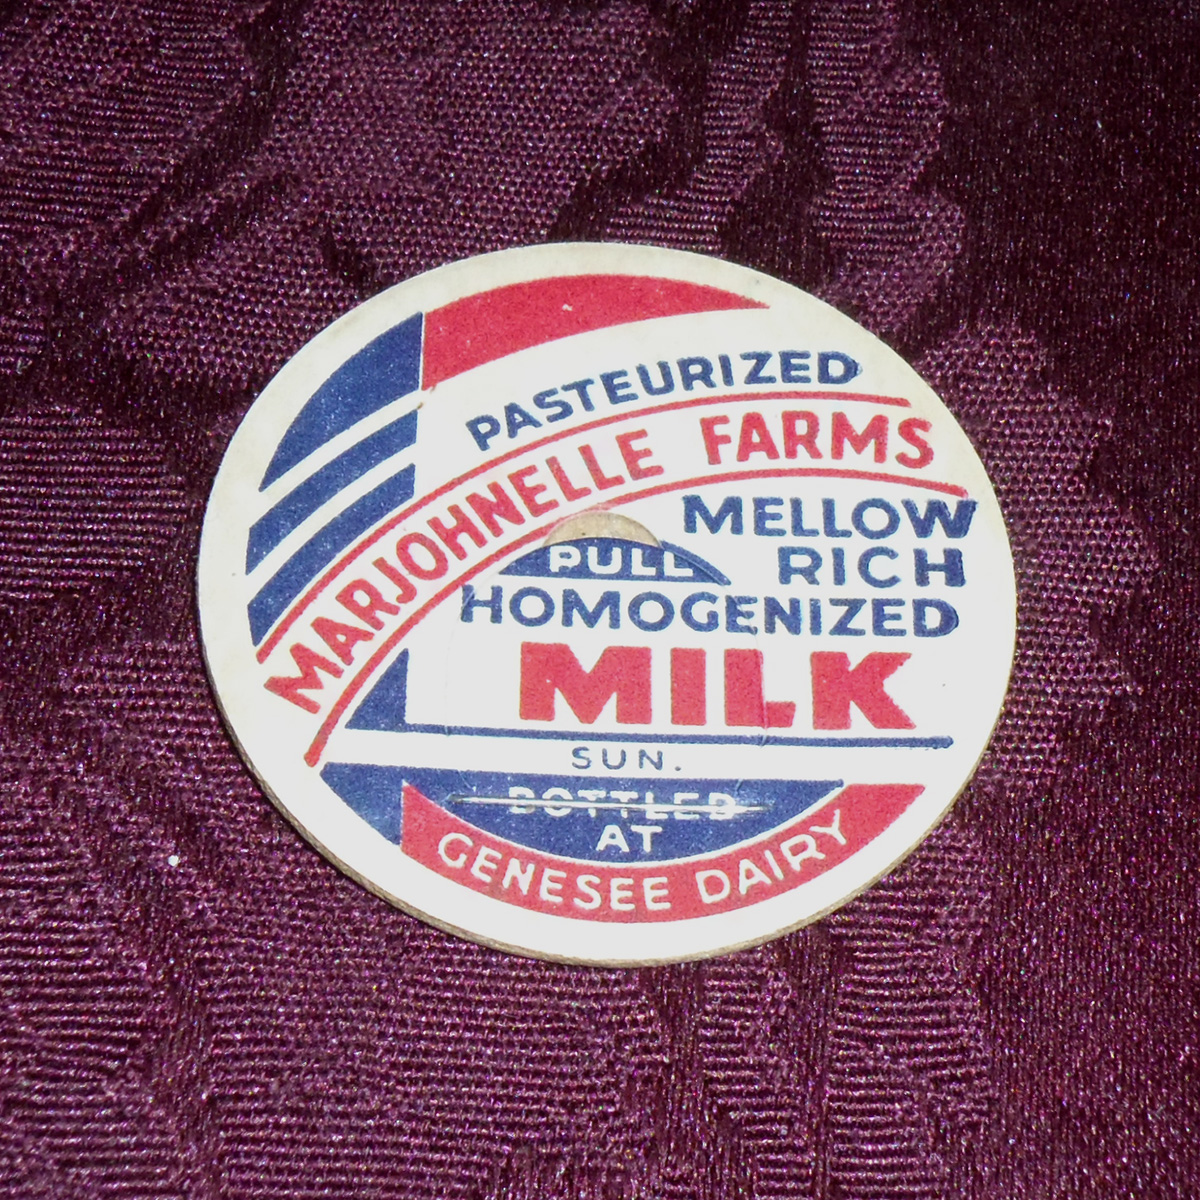 PASTEURIZED
MARJOHNELLE FARMS
MELLOW
RICH
PULL
HOMOGENIZED
MILK
SUN.
BOTTLED
AT
GENESEE DAIRY